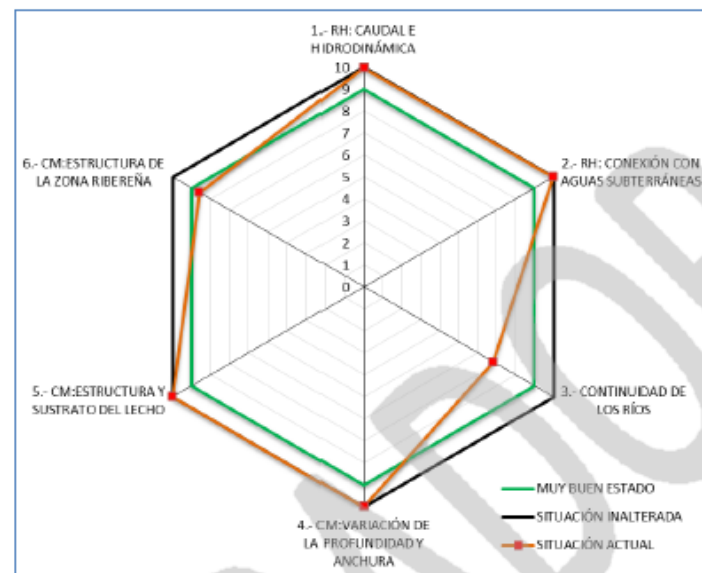 1.- RH: CAUDAL E
HIDRODINÁMICA
10
9
8
7
6
5
4
3
2
1
0
2.- RH: CONEXIÓN CON
AGUAS SUBTERRÁNEAS
3.- CONTINUIDAD DE
LOS RÍOS
4.- CM:VARIACIÓN DE
LA PROFUNDIDAD Y
ANCHURA
5.- CM:ESTRUCTURA Y
SUSTRATO DEL LECHO
6.- CM:ESTRUCTURA DE
LA ZONA RIBEREÑA
MUY BUEN ESTADO
SITUACIÓN INALTERADA
SITUACIÓN ACTUAL